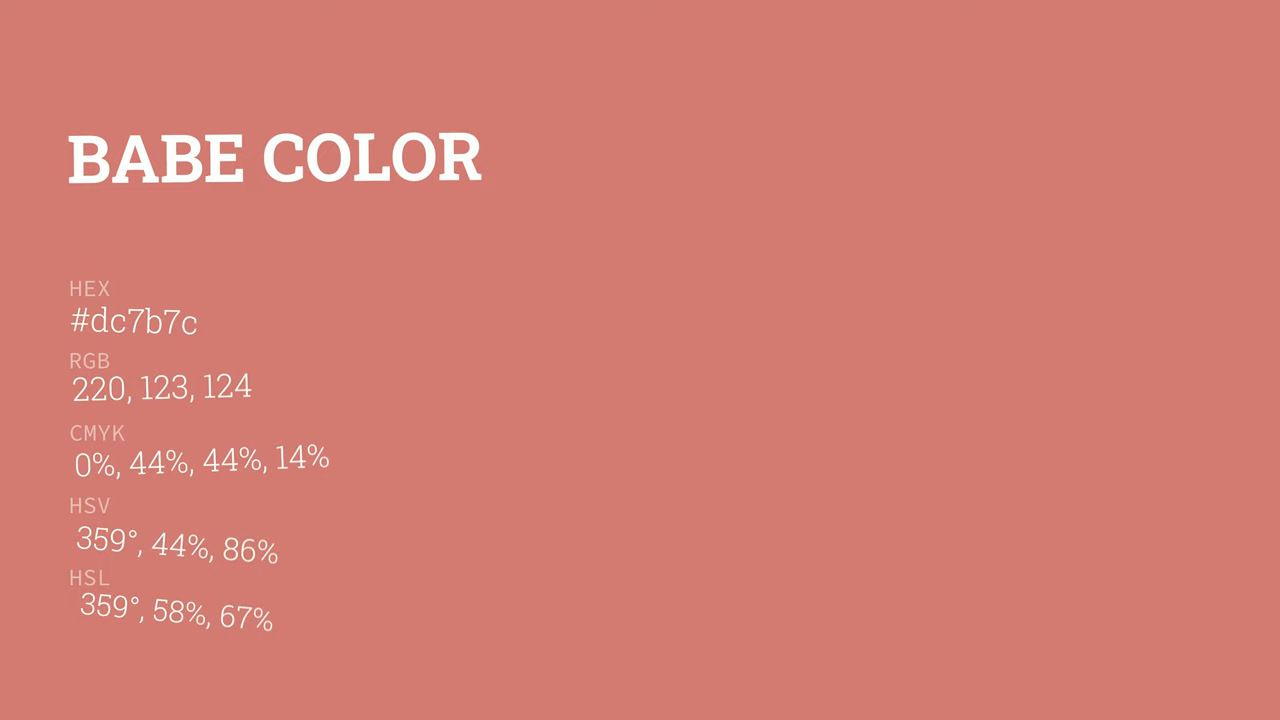 BABE COLOR
HEX
#dc7b7c
RGB
220, 123, 124
CMYK
0%, 44%, 44%, 14%
HSV
359°, 44%, 86%
HSL
359°, 58%, 67%